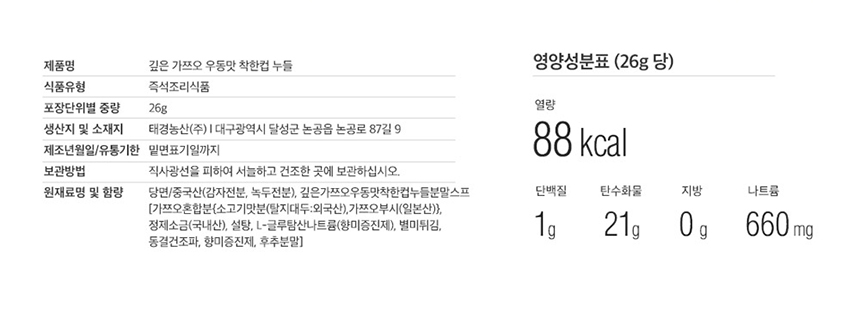 제품명 깊은 가쯔오 우동맛 착한컵 누들
식품유형 즉석조리식품
포장단위별 중량 26g
생산지 및 소재지 태경농산(주) I 대구광역시 달성군 논공읍 논공로 87길 9
제조년월일/유통기한 밑면표기일까지
보관방법 직사광선을 피하여 서늘하고 건조한 곳에 보관하십시오.
원재료명 및 함량 당면/중국산(감자전분, 녹두전분), 깊은가쯔오우동맛착한컵누들분말스프
[가쯔오혼합분{소고기맛분(탈지대두:외국산),가쯔오부시(일본산)},
정제소금(국내산), 설탕, L-글루탐산나트륨(향미증진제), 별미튀김,
동결건조파, 향미증진제, 후추분말]
영양성분표 (26g 당)
열량
88 kcal
단백질 탄수화물 지방 나트륨
1g 21g 0 g 660 mg